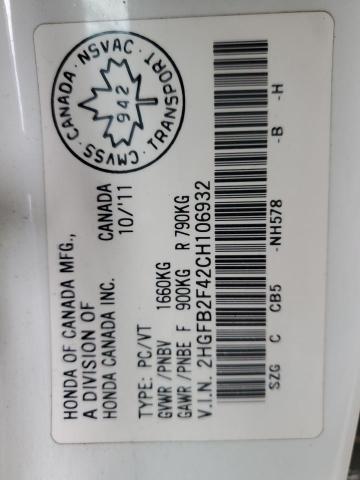 CMVSS · CANADA · NSVAC · TRANSPORT
942
HONDA OF CANADA MFG.,
A DIVISION OF
HONDA CANADA INC.
CANADA
10/'11
TYPE: PC/VT
GVWR /PNBV 1660KG
GAWR /PNBE F 900KG R 790KG
V.I.N. 2HGFB2F42CH106932
SZG C CB5 -NH578 -B -H